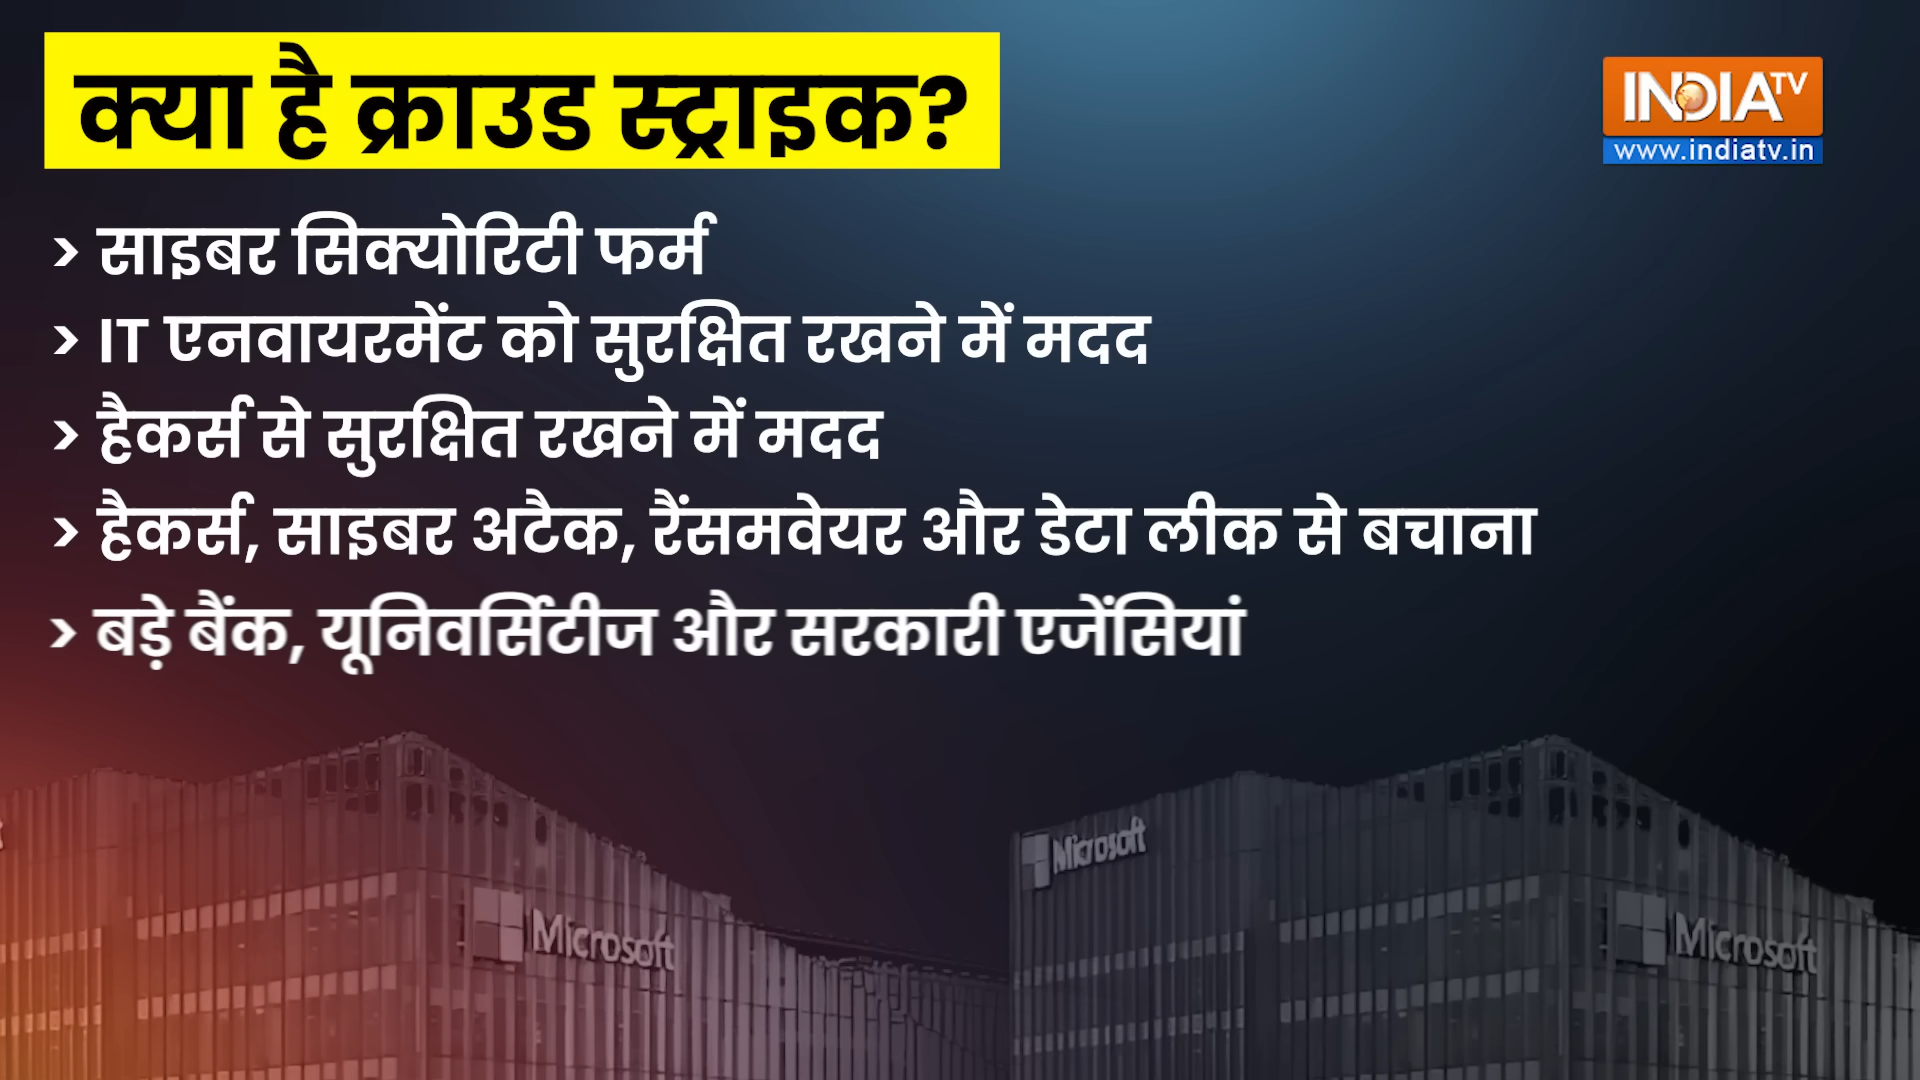 क्या है क्राउड स्ट्राइक?
INDIA TV
www.indiatv.in
> साइबर सिक्योरिटी फर्म
> IT एनवायरमेंट को सुरक्षित रखने में मदद
> हैकर्स से सुरक्षित रखने में मदद
> हैकर्स, साइबर अटैक, रैंसमवेयर और डेटा लीक से बचाना
> बड़े बैंक, यूनिवर्सिटीज और सरकारी एजेंसियां
Microsoft
Microsoft
Microsoft